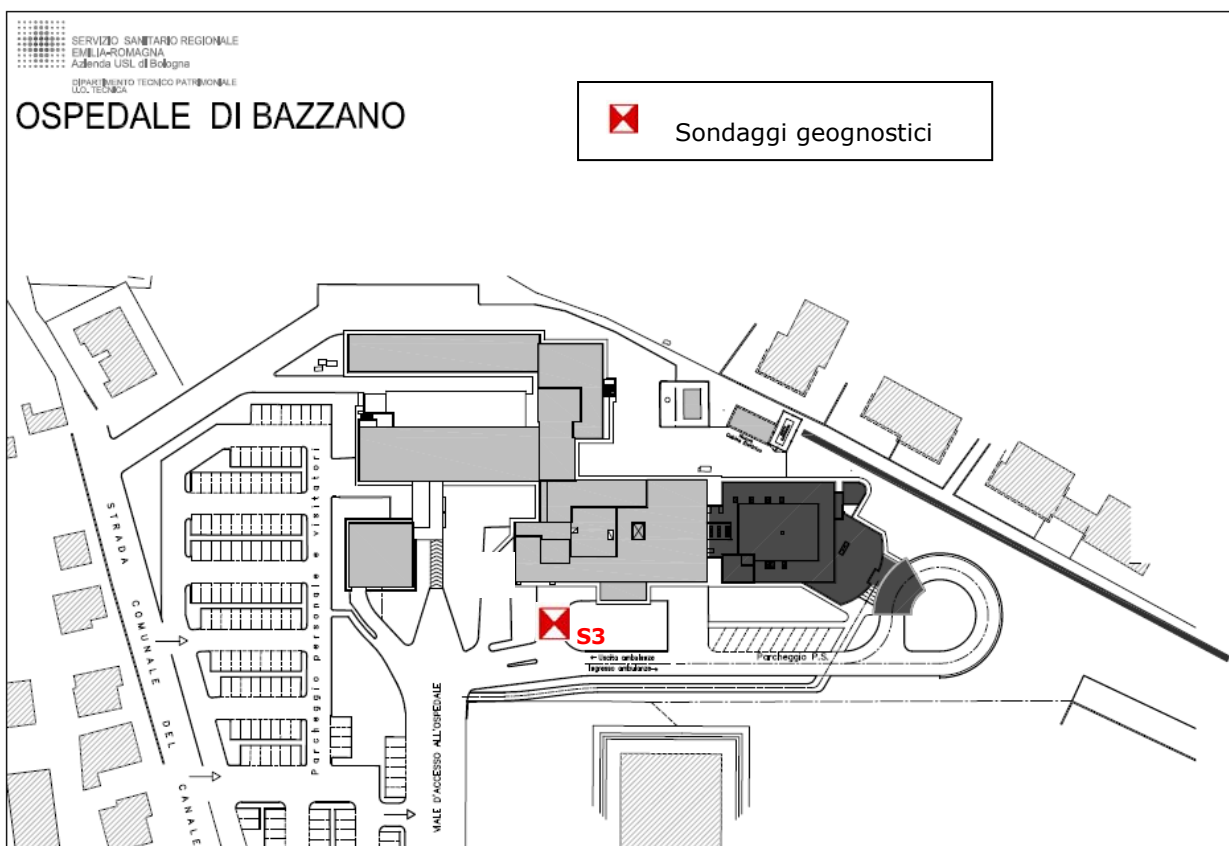 SERVIZIO SANITARIO REGIONALE
EMILIA-ROMAGNA
Azienda USL di Bologna
DIPARTIMENTO TECNICO PATRIMONIALE
U.O. TECNICA
OSPEDALE DI BAZZANO
Sondaggi geognostici
STRADA COMUNALE DEL CANALE
Parcheggio personale e visitatori
VIALE D'ACCESSO ALL'OSPEDALE
S3
← Uscita ambulanze
Ingresso ambulanze→
Parcheggio P.S.